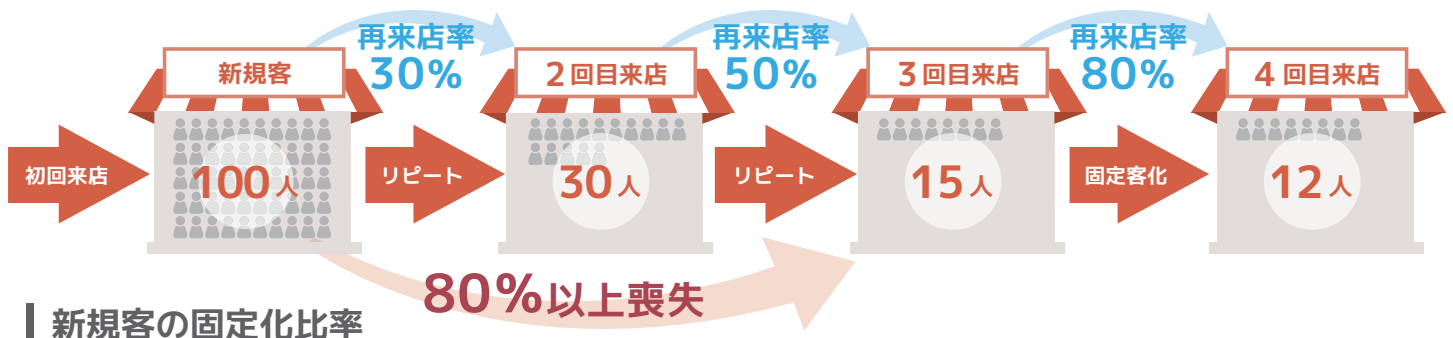 初回来店
新規客
100人
再来店率
30%
リピート
2回目来店
30人
再来店率
50%
リピート
3回目来店
15人
再来店率
80%
固定客化
4回目来店
12人
80%以上喪失
新規客の固定化比率